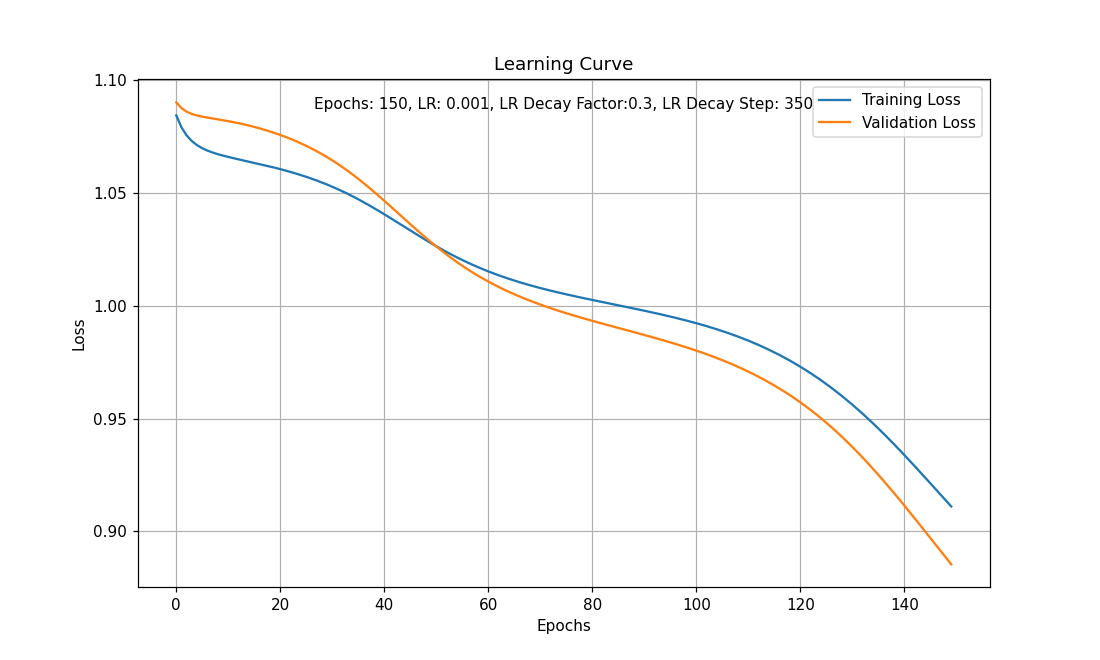 Learning Curve
Epochs: 150, LR: 0.001, LR Decay Factor:0.3, LR Decay Step: 350
Training Loss
Validation Loss
1.10
1.05
1.00
0.95
0.90
Loss
0 20 40 60 80 100 120 140
Epochs